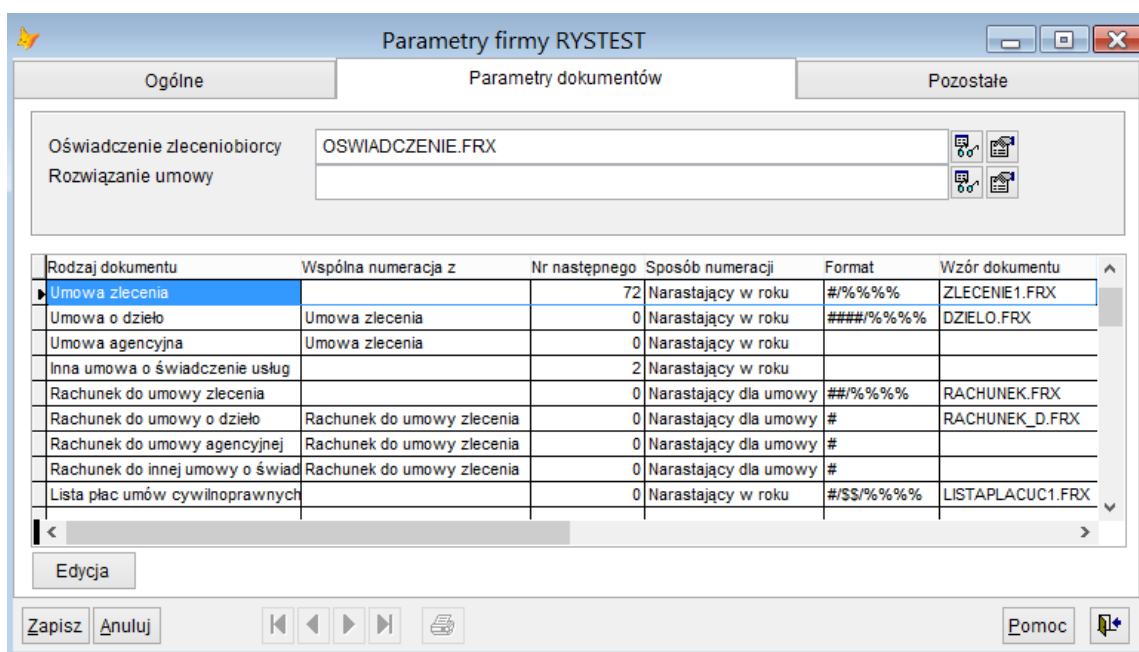 Parametry firmy RYSTEST
Ogólne Parametry dokumentów Pozostałe
Oświadczenie zleceniobiorcy OSWIADCZENIE.FRX
Rozwiązanie umowy
Rodzaj dokumentu Wspólna numeracja z Nr następnego Sposób numeracji Format Wzór dokumentu
Umowa zlecenia 72 Narastający w roku #/%%%% ZLECENIE1.FRX
Umowa o dzieło Umowa zlecenia 0 Narastający w roku ####/%%%% DZIELO.FRX
Umowa agencyjna Umowa zlecenia 0 Narastający w roku
Inna umowa o świadczenie usług 2 Narastający w roku
Rachunek do umowy zlecenia 0 Narastający dla umowy ##/%%%% RACHUNEK.FRX
Rachunek do umowy o dzieło Rachunek do umowy zlecenia 0 Narastający dla umowy # RACHUNEK_D.FRX
Rachunek do umowy agencyjnej Rachunek do umowy zlecenia 0 Narastający dla umowy #
Rachunek do innej umowy o świad Rachunek do umowy zlecenia 0 Narastający dla umowy #
Lista płac umów cywilnoprawnych 0 Narastający w roku #/$$/%%%% LISTAPLACUC1.FRX
Edycja
Zapisz Anuluj Pomoc